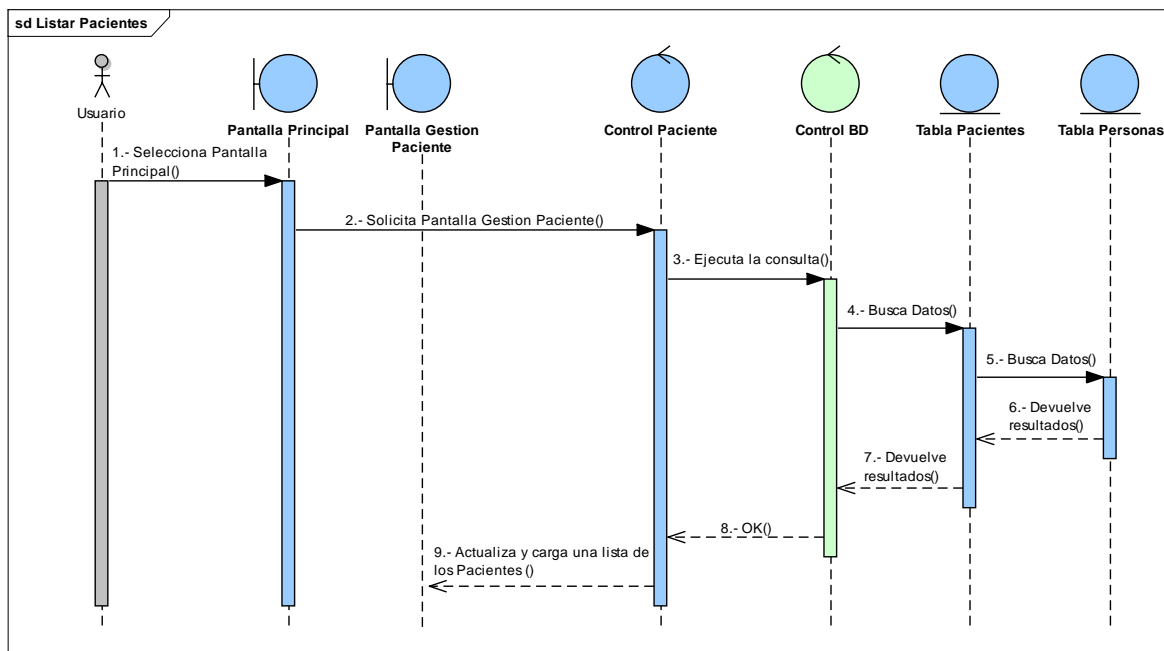 sd Listar Pacientes
Usuario
Pantalla Principal
Pantalla Gestion
Paciente
Control Paciente
Control BD
Tabla Pacientes
Tabla Personas
1.- Selecciona Pantalla
Principal()
2.- Solicita Pantalla Gestion Paciente()
3.- Ejecuta la consulta()
4.- Busca Datos()
5.- Busca Datos()
6.- Devuelve
resultados()
7.- Devuelve
resultados()
8.- OK()
9.- Actualiza y carga una lista de
los Pacientes ()